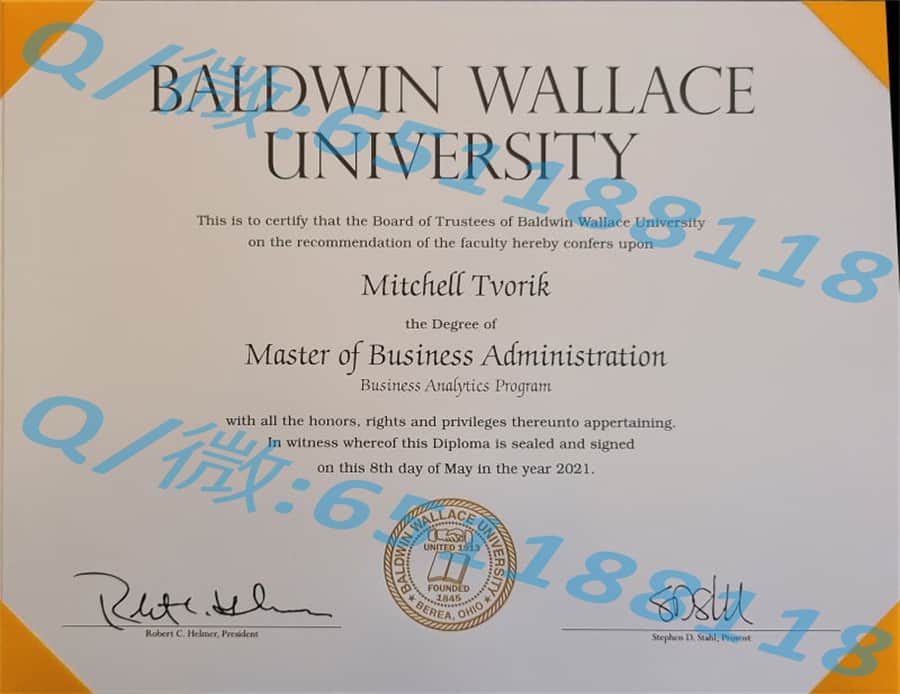 BALDWIN WALLACE
UNIVERSITY
This is to certify that the Board of Trustees of Baldwin Wallace University
on the recommendation of the faculty hereby confers upon
Mitchell Tvorik
the Degree of
Master of Business Administration
Business Analytics Program
with all the honors, rights and privileges thereunto appertaining.
In witness whereof this Diploma is sealed and signed
on this 8th day of May in the year 2021.
BALDWIN WALLACE UNIVERSITY
UNITED 1913
FOUNDED
1845
BEREA, OHIO
Robert C. Helmer, President
Stephen D. Stahl, Provost
Q/微:65118118
Q/微:65118118